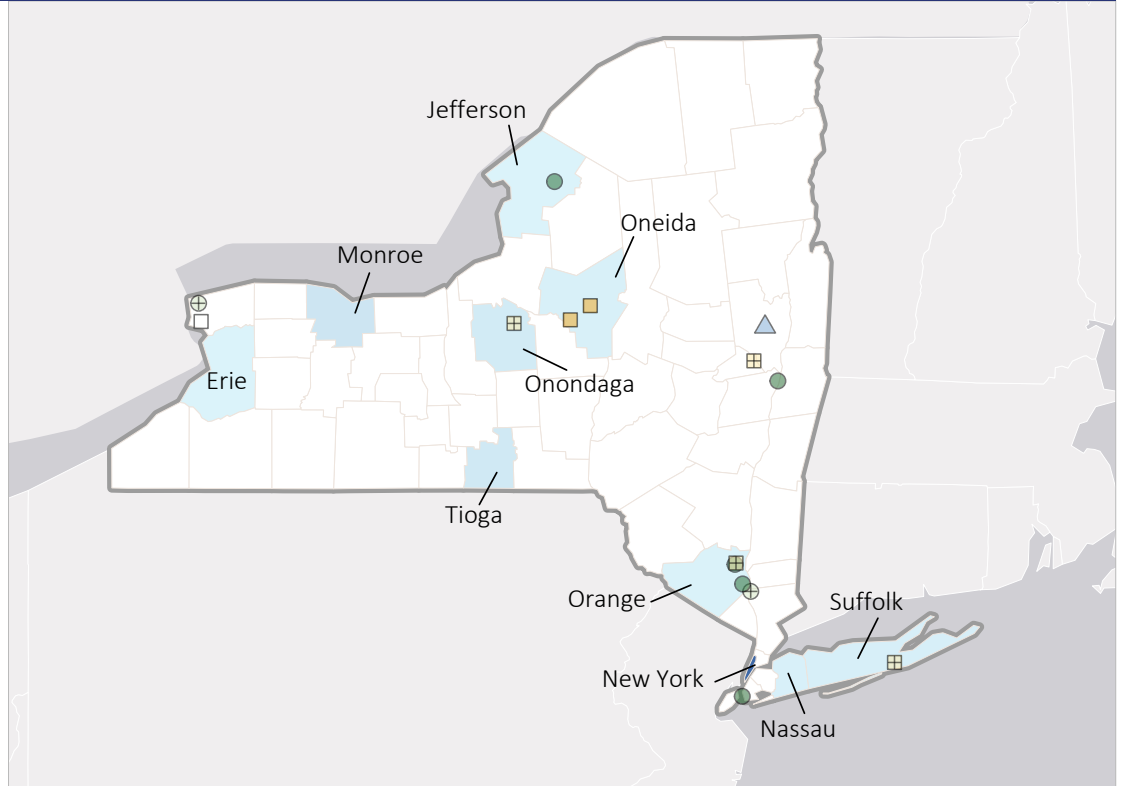 Jefferson
Oneida
Monroe
Erie
Onondaga
Tioga
Orange
Suffolk
New York
Nassau